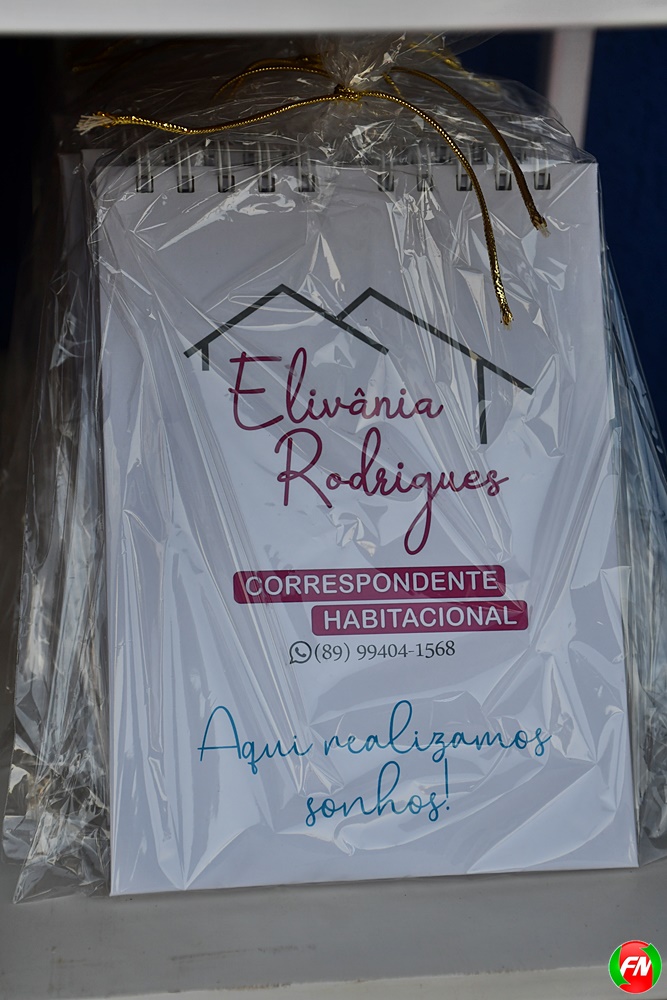 Elivânia
Rodrigues
CORRESPONDENTE
HABITACIONAL
(89) 99404-1568
Aqui realizamos
sonhos!
FN